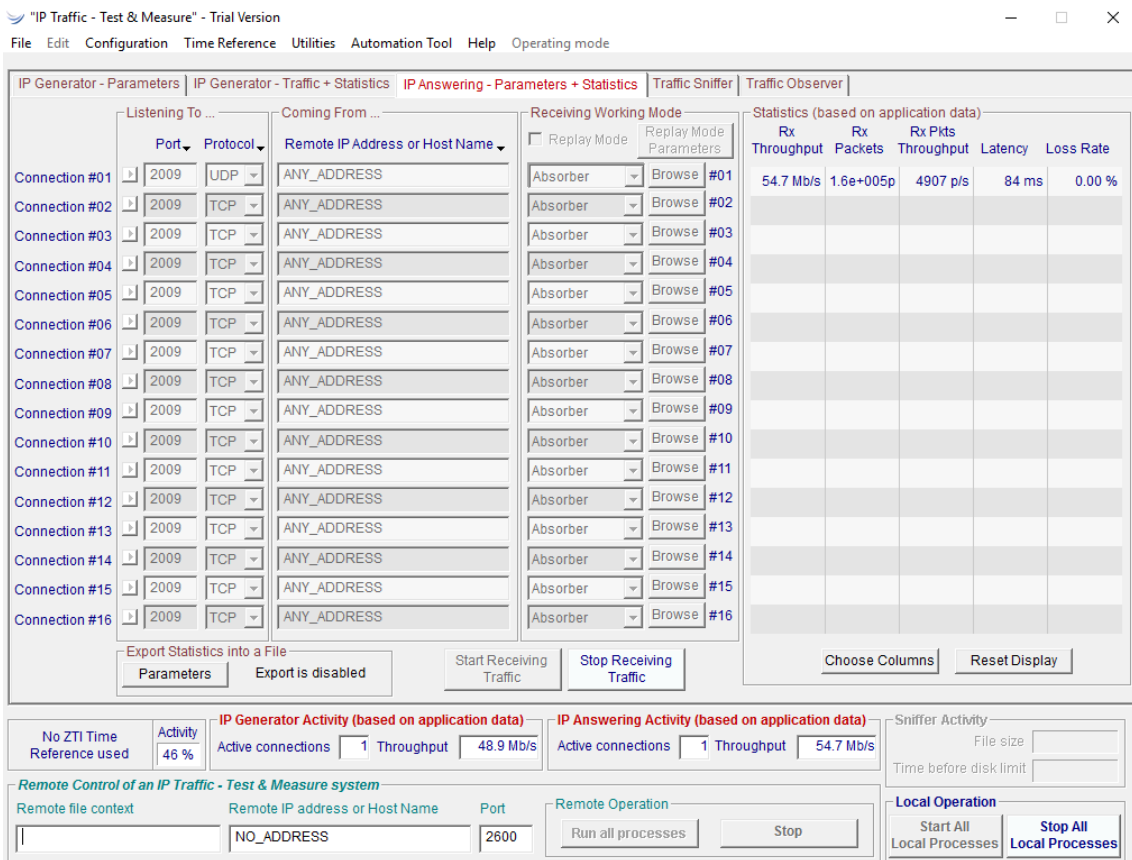 "IP Traffic - Test & Measure" - Trial Version
File Edit Configuration Time Reference Utilities Automation Tool Help Operating mode
IP Generator - Parameters IP Generator - Traffic + Statistics IP Answering - Parameters + Statistics Traffic Sniffer Traffic Observer
Listening To ... Coming From ... Receiving Working Mode Statistics (based on application data)
Port Protocol Remote IP Address or Host Name Replay Mode Replay Mode Parameters Rx Throughput Rx Packets Rx Pkts Throughput Latency Loss Rate
Connection #01 2009 UDP ANY_ADDRESS Absorber Browse #01 54.7 Mb/s 1.6e+005p 4907 p/s 84 ms 0.00 %
Connection #02 2009 TCP ANY_ADDRESS Absorber Browse #02
Connection #03 2009 TCP ANY_ADDRESS Absorber Browse #03
Connection #04 2009 TCP ANY_ADDRESS Absorber Browse #04
Connection #05 2009 TCP ANY_ADDRESS Absorber Browse #05
Connection #06 2009 TCP ANY_ADDRESS Absorber Browse #06
Connection #07 2009 TCP ANY_ADDRESS Absorber Browse #07
Connection #08 2009 TCP ANY_ADDRESS Absorber Browse #08
Connection #09 2009 TCP ANY_ADDRESS Absorber Browse #09
Connection #10 2009 TCP ANY_ADDRESS Absorber Browse #10
Connection #11 2009 TCP ANY_ADDRESS Absorber Browse #11
Connection #12 2009 TCP ANY_ADDRESS Absorber Browse #12
Connection #13 2009 TCP ANY_ADDRESS Absorber Browse #13
Connection #14 2009 TCP ANY_ADDRESS Absorber Browse #14
Connection #15 2009 TCP ANY_ADDRESS Absorber Browse #15
Connection #16 2009 TCP ANY_ADDRESS Absorber Browse #16
Export Statistics into a File
Parameters Export is disabled
Start Receiving Traffic
Stop Receiving Traffic
Choose Columns Reset Display
No ZTI Time Reference used
Activity
46 %
IP Generator Activity (based on application data)
Active connections 1 Throughput 48.9 Mb/s
IP Answering Activity (based on application data)
Active connections 1 Throughput 54.7 Mb/s
Sniffer Activity
File size
Time before disk limit
Remote Control of an IP Traffic - Test & Measure system
Remote file context Remote IP address or Host Name Port
NO_ADDRESS 2600
Remote Operation
Run all processes Stop
Local Operation
Start All Local Processes
Stop All Local Processes